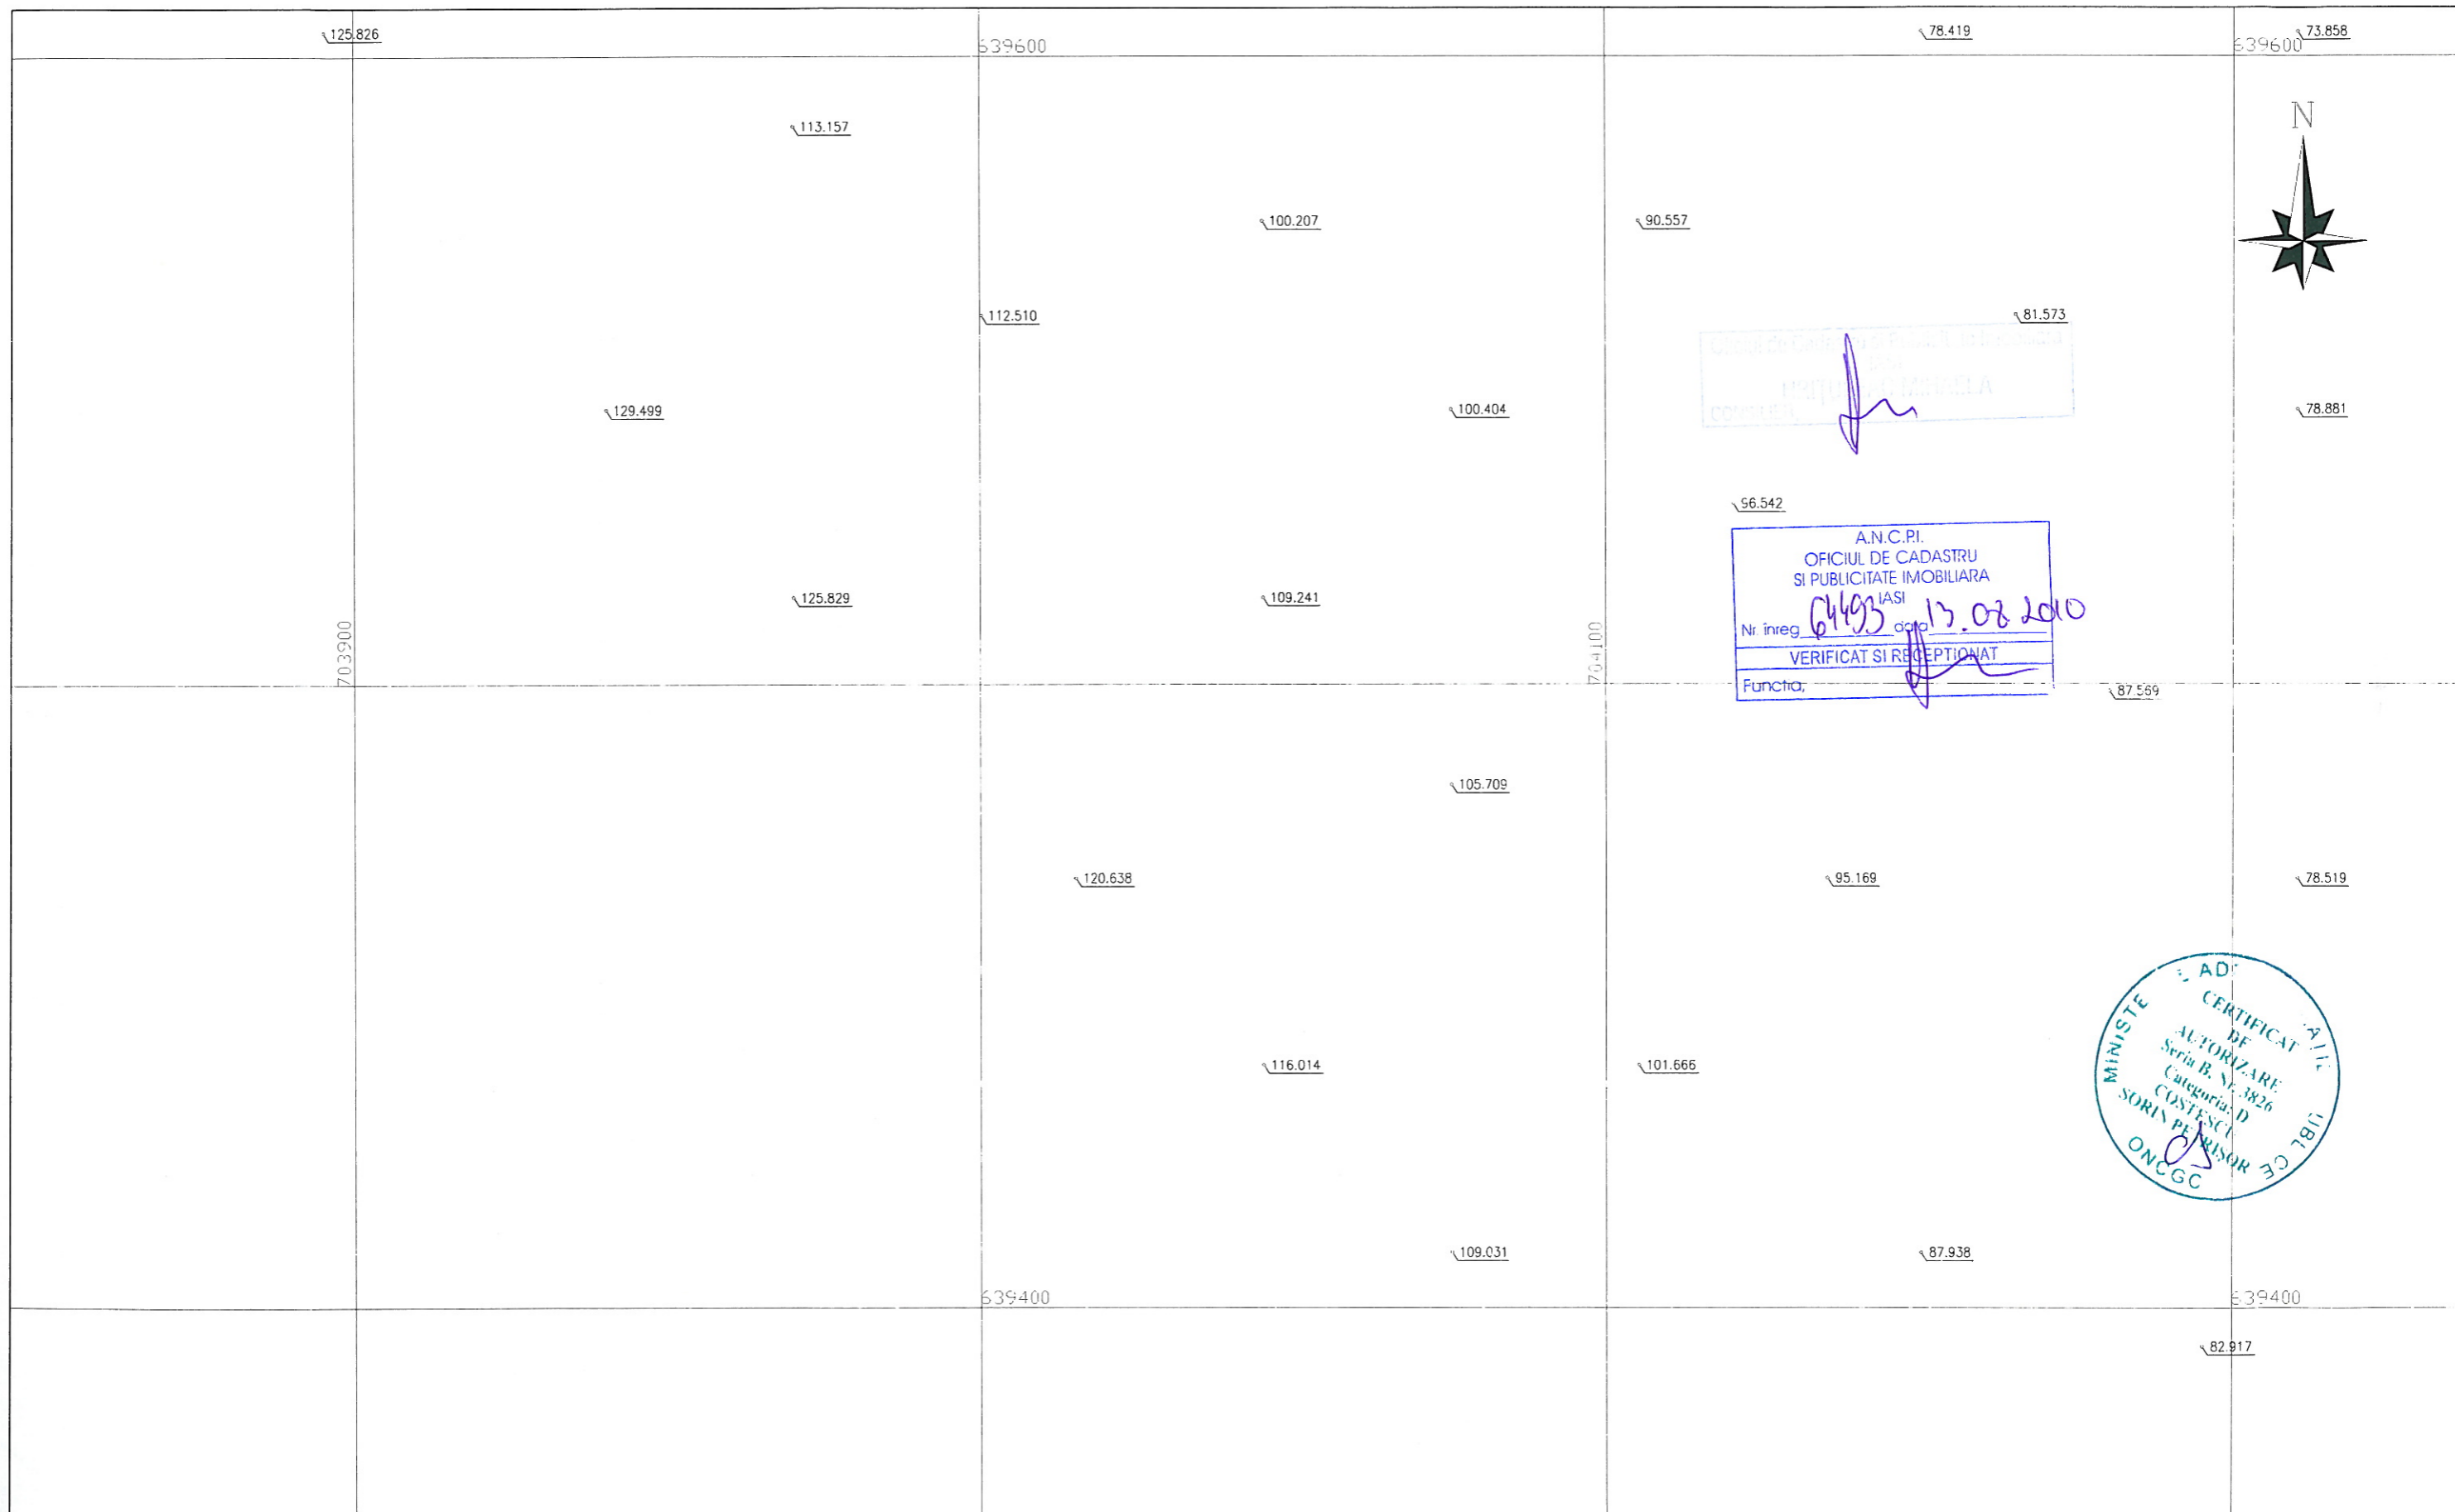 125.826
78.419
73.858
639600
639600
113.157
N
100.207
90.557
112.510
81.573
129.499
100.404
78.881
96.542
A.N.C.P.I.
OFICIUL DE CADASTRU
SI PUBLICITATE IMOBILIARA
IASI
Nr. înreg 64493 data 13.08 2010
VERIFICAT SI RECEPTIONAT
Functia,
125.829
109.241
703900
704100
87.569
105.709
120.638
95.169
78.519
116.014
101.666
MINISTE
CERTIFICAT
DE
AUTORIZARE
Seria B. Nr. 3826
Categoria: D
COSTESCU
SORIN PETRISOR
ONCGC
109.031
87.938
639400
639400
82.917